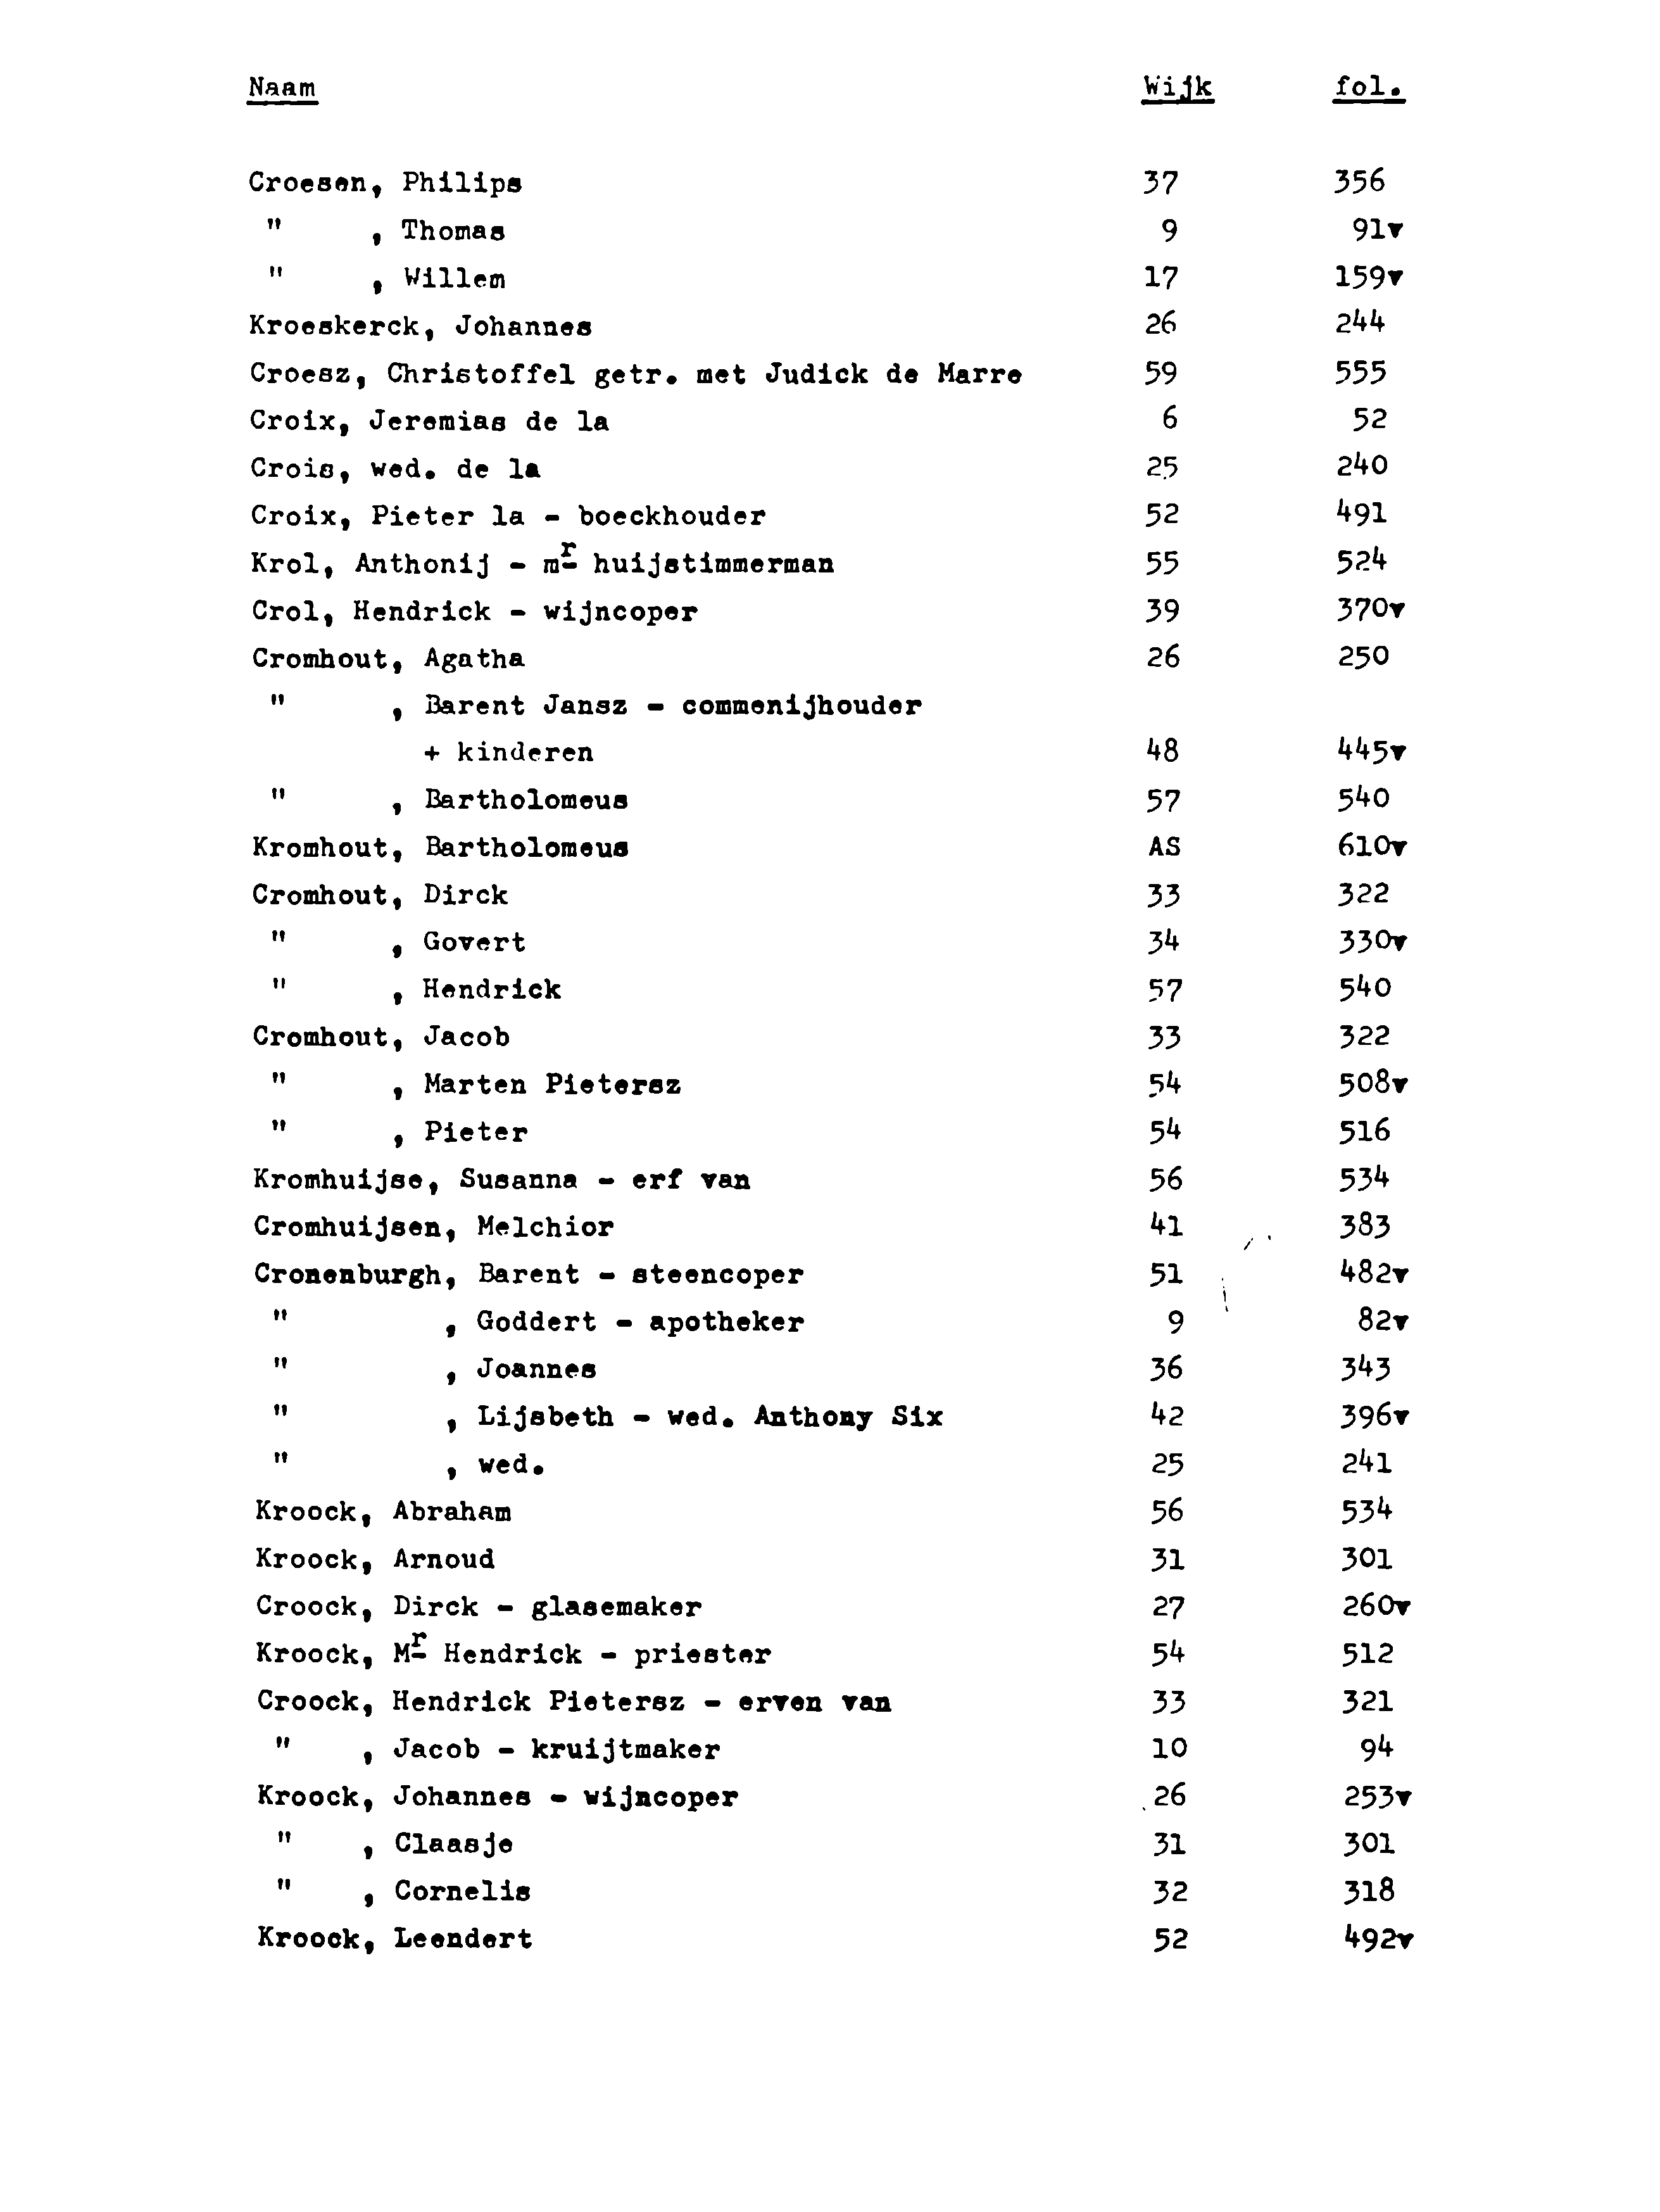 Naam Wijk fol.
Croesen, Philips 37 356
" , Thomas 9 91v
" , Willem 17 159v
Kroeskerck, Johannes 26 244
Croesz, Christoffel getr. met Judick de Marre 59 555
Croix, Jeremias de la 6 52
Crois, wed. de la 25 240
Croix, Pieter la - boeckhouder 52 491
Krol, Anthonij - mr huijstimmerman 55 524
Crol, Hendrick - wijncoper 39 370v
Cromhout, Agatha 26 250
" , Barent Jansz - commenijhouder
+ kinderen 48 445v
" , Bartholomeus 57 540
Kromhout, Bartholomeus AS 610v
Cromhout, Dirck 33 322
" , Govert 34 330v
" , Hendrick 57 540
Cromhout, Jacob 33 322
" , Marten Pietersz 54 508v
" , Pieter 54 516
Kromhuijse, Susanna - erf van 56 534
Cromhuijsen, Melchior 41 383
Cronenburgh, Barent - steencoper 51 482v
" , Goddert - apotheker 9 82v
" , Joannes 36 343
" , Lijsbeth - wed. Anthony Six 42 396v
" , wed. 25 241
Kroock, Abraham 56 534
Kroock, Arnoud 31 301
Croock, Dirck - glasemaker 27 260v
Kroock, Mr Hendrick - priester 54 512
Croock, Hendrick Pietersz - erven van 33 321
" , Jacob - kruijtmaker 10 94
Kroock, Johannes - wijncoper 26 253v
" , Claasje 31 301
" , Cornelis 32 318
Kroock, Leendert 52 492v